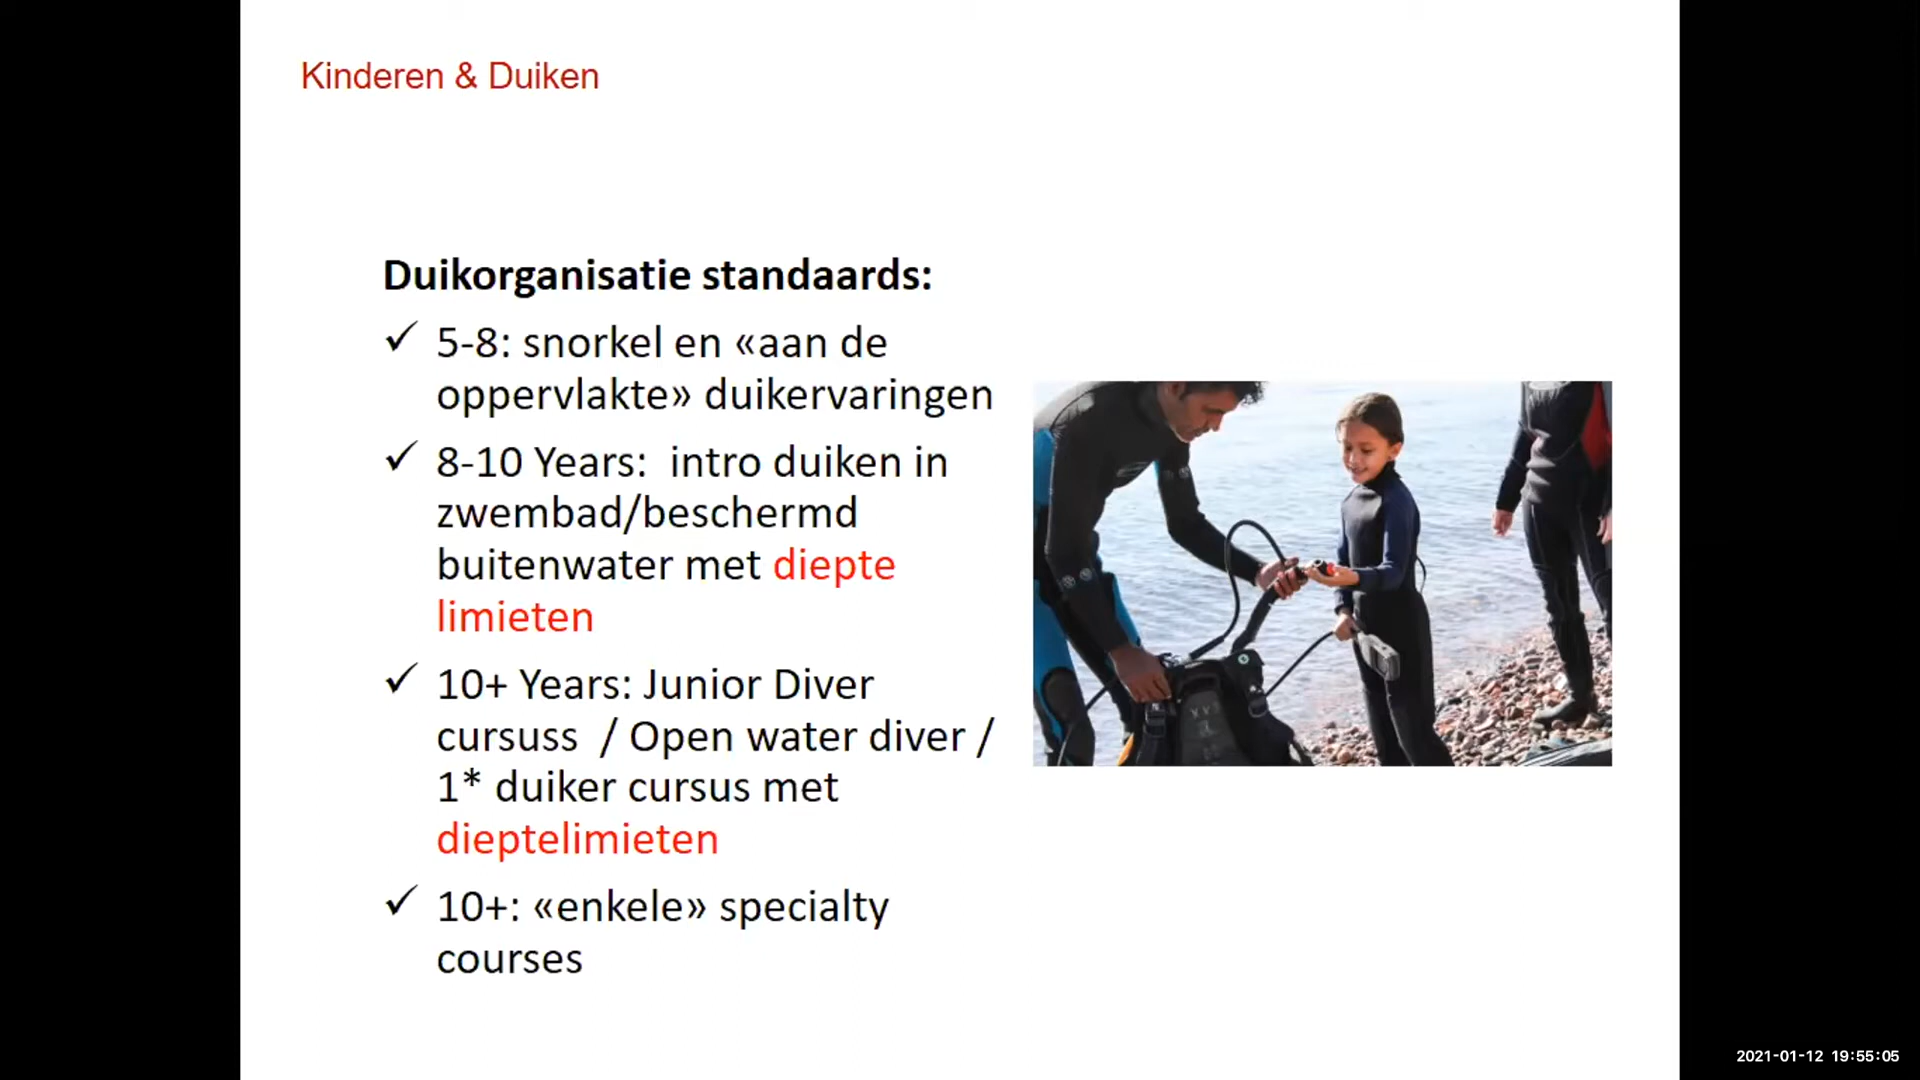 Kinderen & Duiken
Duikorganisatie standaards:
✓ 5-8: snorkel en «aan de
oppervlakte» duikervaringen
✓ 8-10 Years:  intro duiken in
zwembad/beschermd
buitenwater met diepte
limieten
✓ 10+ Years: Junior Diver
cursuss  / Open water diver /
1* duiker cursus met
dieptelimieten
✓ 10+: «enkele» specialty
courses
2021-01-12 19:55:05